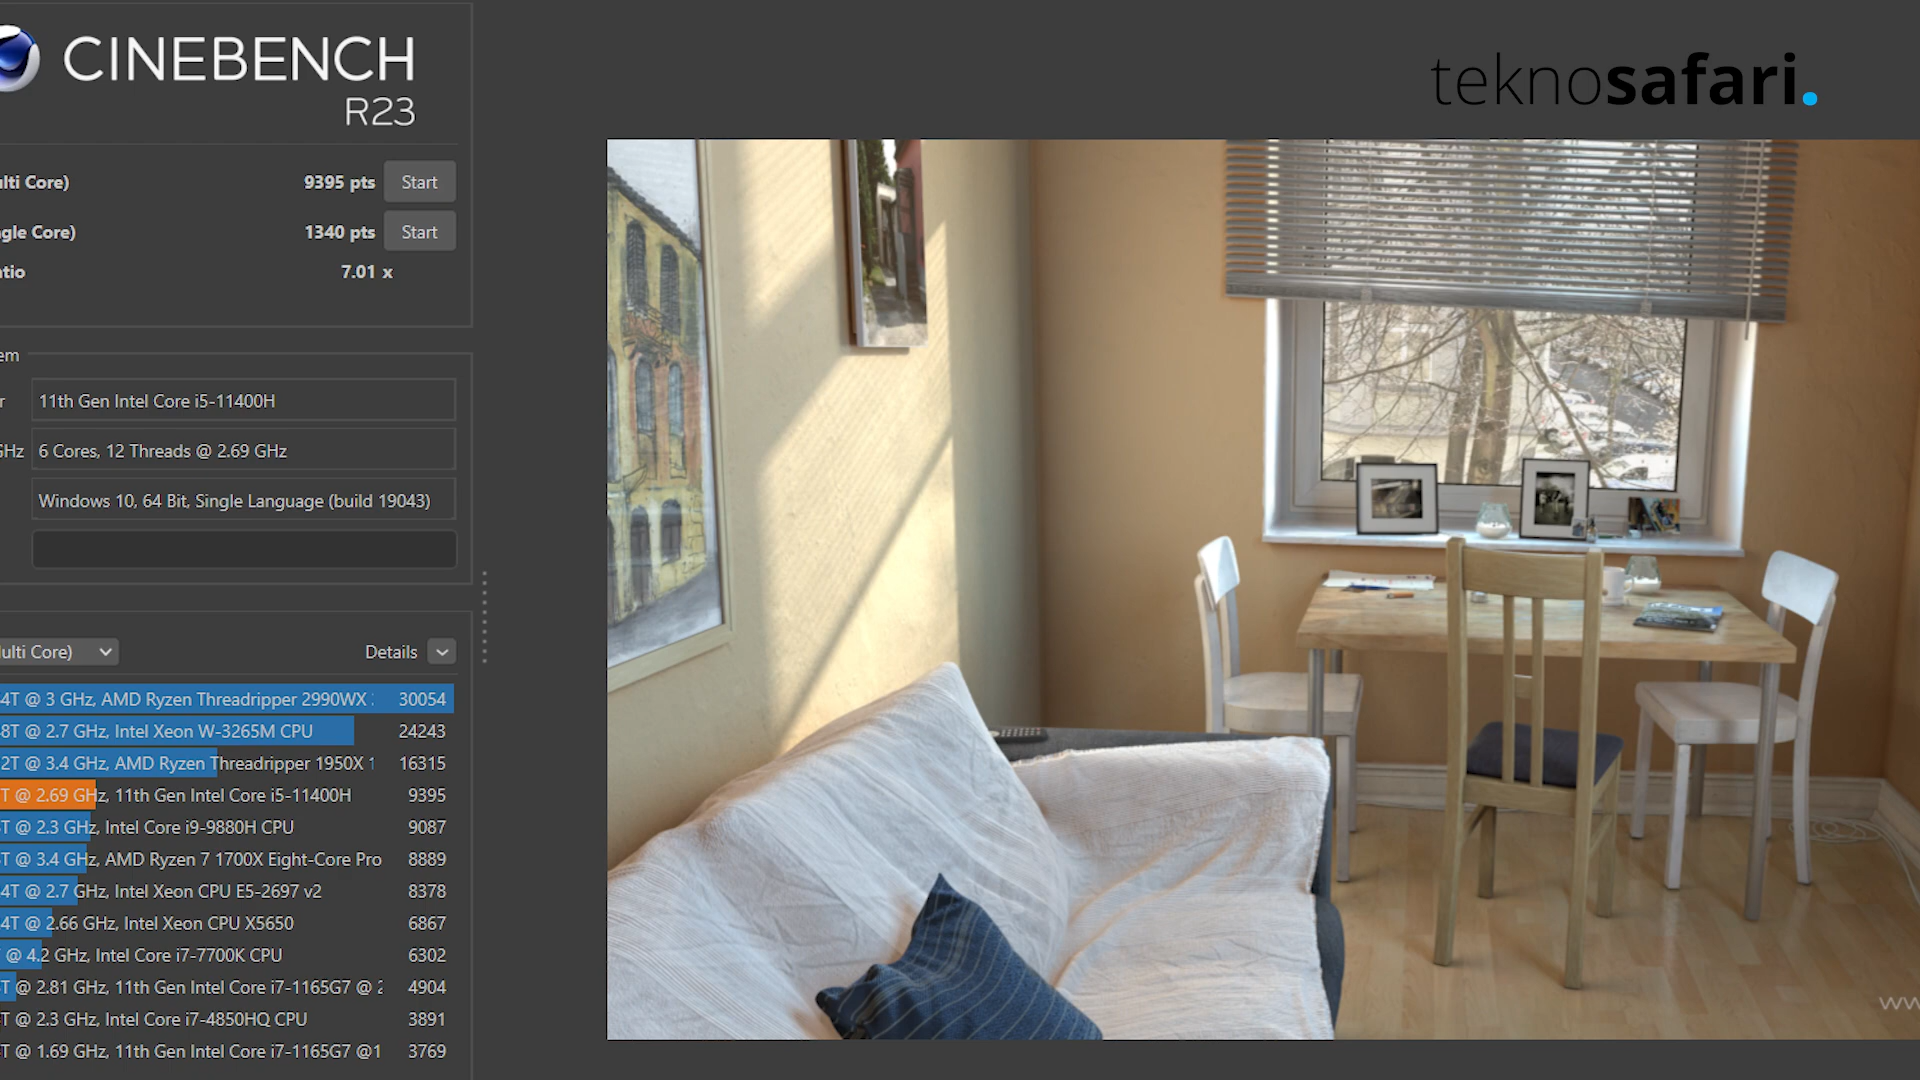 CINEBENCH
R23
teknosafari.
ulti Core) 9395 pts Start
gle Core) 1340 pts Start
atio 7.01 x
em
r 11th Gen Intel Core i5-11400H
GHz 6 Cores, 12 Threads @ 2.69 GHz
Windows 10, 64 Bit, Single Language (build 19043)
ulti Core) Details
4T @ 3 GHz, AMD Ryzen Threadripper 2990WX 30054
8T @ 2.7 GHz, Intel Xeon W-3265M CPU 24243
2T @ 3.4 GHz, AMD Ryzen Threadripper 1950X 1 16315
T @ 2.69 GHz, 11th Gen Intel Core i5-11400H 9395
T @ 2.3 GHz, Intel Core i9-9880H CPU 9087
T @ 3.4 GHz, AMD Ryzen 7 1700X Eight-Core Pro 8889
4T @ 2.7 GHz, Intel Xeon CPU E5-2697 v2 8378
4T @ 2.66 GHz, Intel Xeon CPU X5650 6867
@ 4.2 GHz, Intel Core i7-7700K CPU 6302
T @ 2.81 GHz, 11th Gen Intel Core i7-1165G7 @ 2 4904
T @ 2.3 GHz, Intel Core i7-4850HQ CPU 3891
T @ 1.69 GHz, 11th Gen Intel Core i7-1165G7 @1 3769